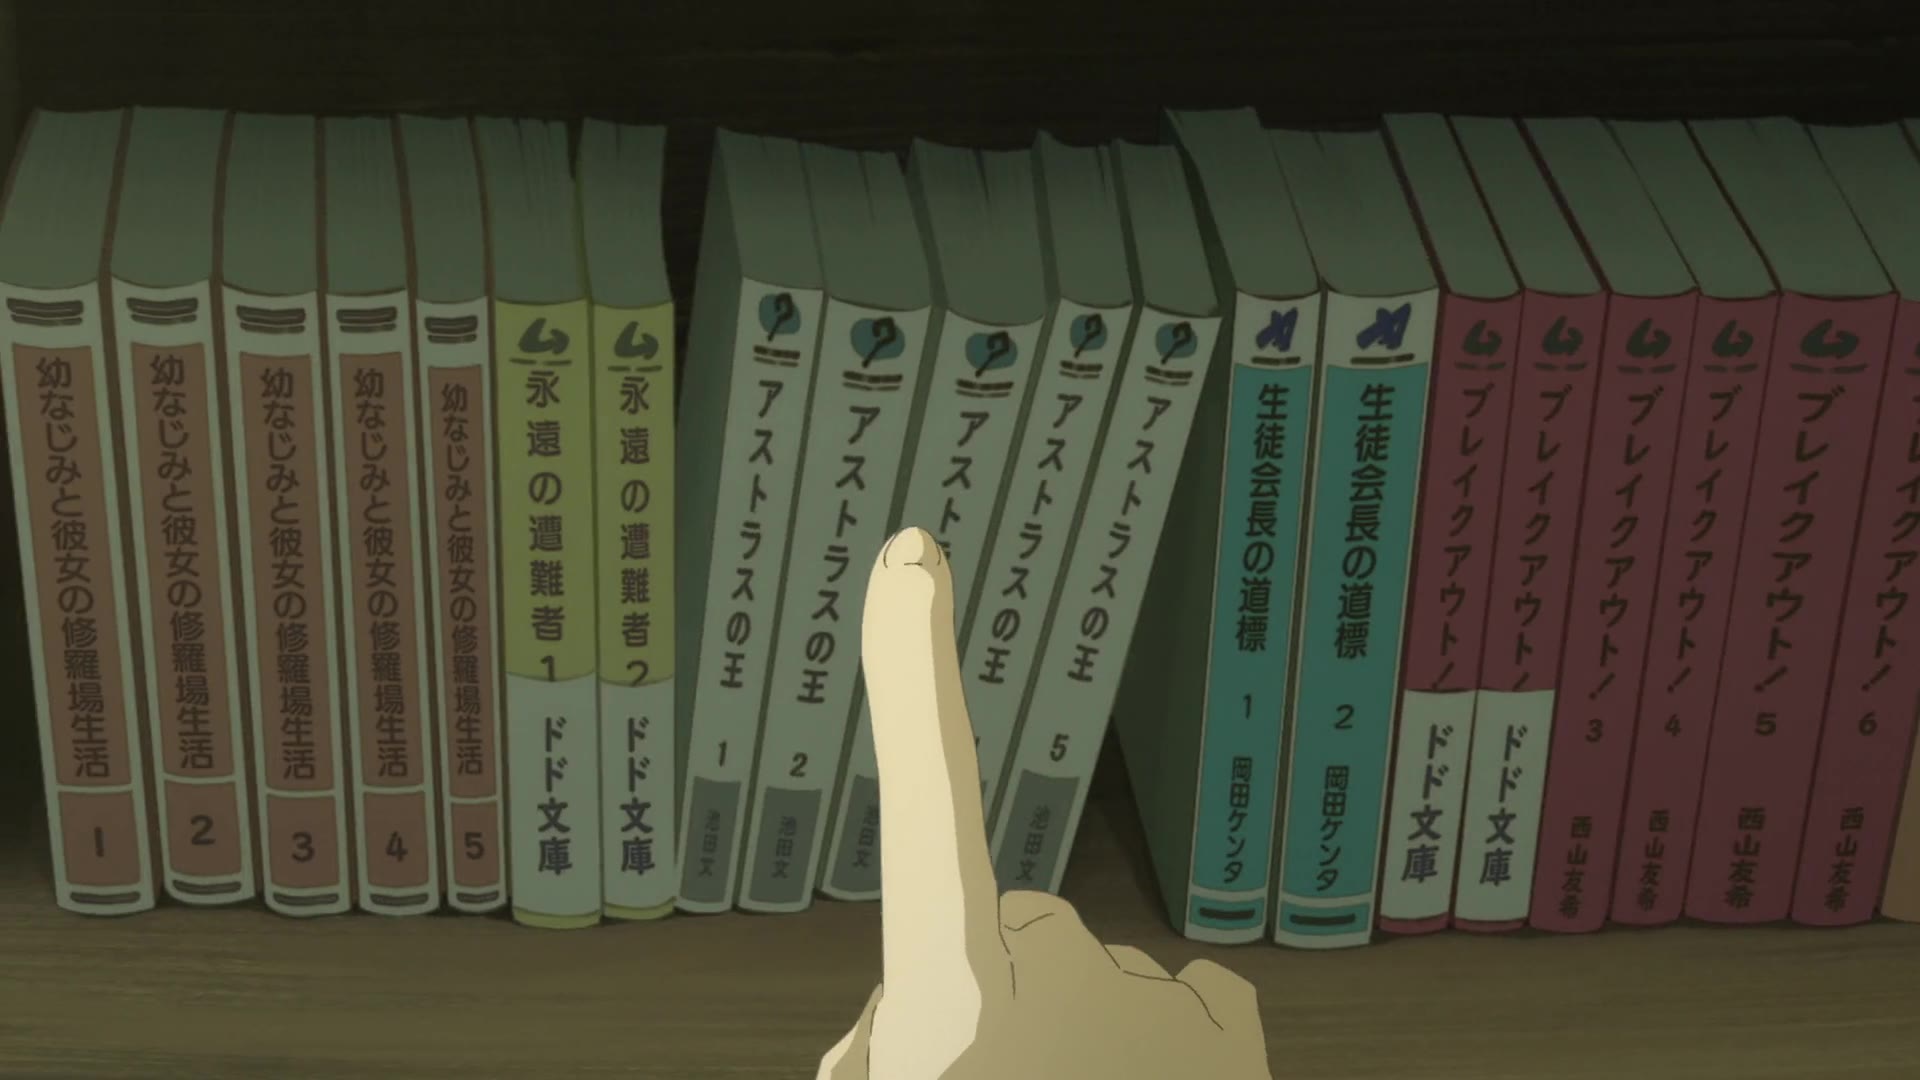 幼なじみと彼女の修羅場生活 1
幼なじみと彼女の修羅場生活 2
幼なじみと彼女の修羅場生活 3
幼なじみと彼女の修羅場生活 4
幼なじみと彼女の修羅場生活 5
永遠の遭難者 1 ドド文庫
永遠の遭難者 2 ドド文庫
アストラスの王 1 池田文
アストラスの王 2 池田文
アスト 池田文
アストラスの王
アストラスの王 5 池田文
生徒会長の道標 1 岡田ケンタ
生徒会長の道標 2 岡田ケンタ
ブレイクアウト! ドド文庫
ブレイクアウト! ドド文庫
ブレイクアウト! 3 西山友希
ブレイクアウト! 4 西山友希
ブレイクアウト! 5 西山友希
ブレイクアウト! 6 西山友希